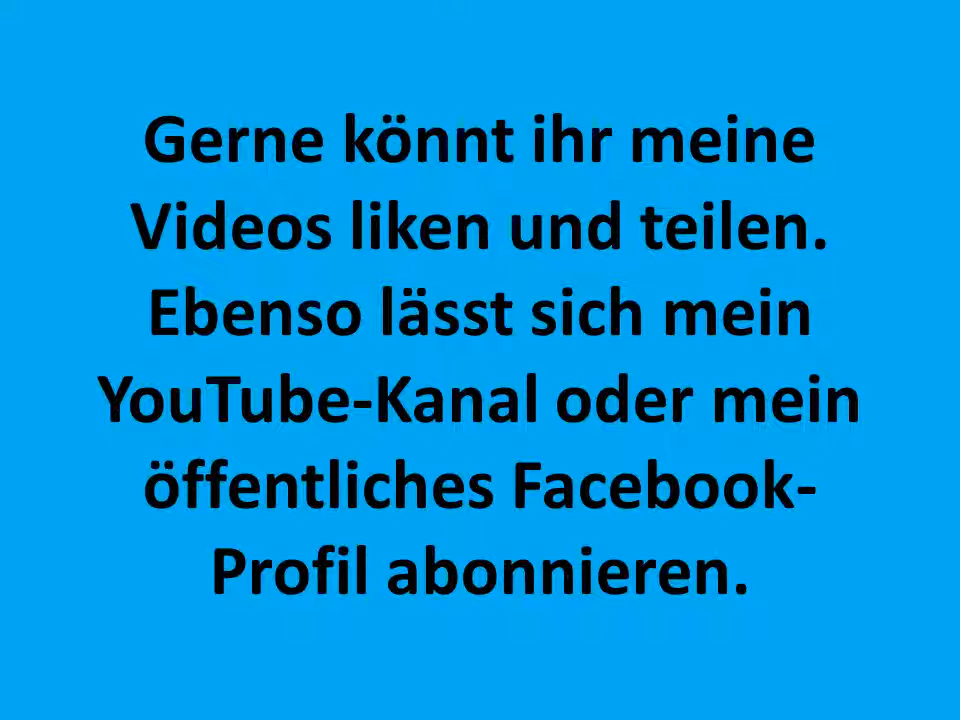 Gerne könnt ihr meine
Videos liken und teilen.
Ebenso lässt sich mein
YouTube-Kanal oder mein
öffentliches Facebook-
Profil abonnieren.